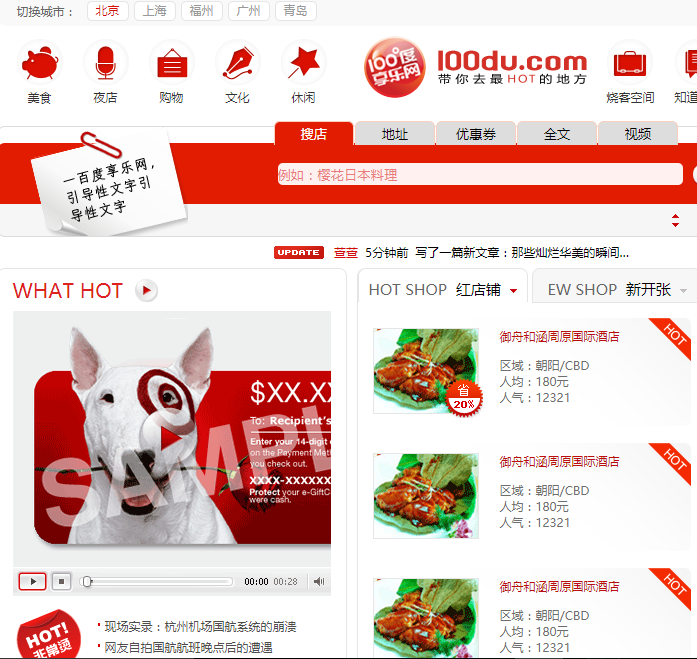 切换城市： 北京 上海 福州 广州 青岛
美食 夜店 购物 文化 休闲
100度
享乐网
100du.com
带你去最HOT的地方
烧客空间 知道
搜店 地址 优惠券 全文 视频
例如：樱花日本料理
一百度享乐网，
引导性文字引
导性文字
UPDATE 荟荟 5分钟前 写了一篇新文章：那些灿烂华美的瞬间...
WHAT HOT
HOT SHOP 红店铺 EW SHOP 新开张
$XX.X
To: Recipient's
Enter your 14-digit
on the Payment Met
you check out.
XXXX-XXXXXX
Protect your e-GiftC
were cash.
SAMPL
00:00 00:28
HOT!
非常烫
现场实录：杭州机场国航系统的崩溃
网友自拍国航航班晚点后的遭遇
御舟和涵周原国际酒店
HOT
区域：朝阳/CBD
人均：180元
人气：12321
省
20%
御舟和涵周原国际酒店
HOT
区域：朝阳/CBD
人均：180元
人气：12321
御舟和涵周原国际酒店
HOT
区域：朝阳/CBD
人均：180元
人气：12321